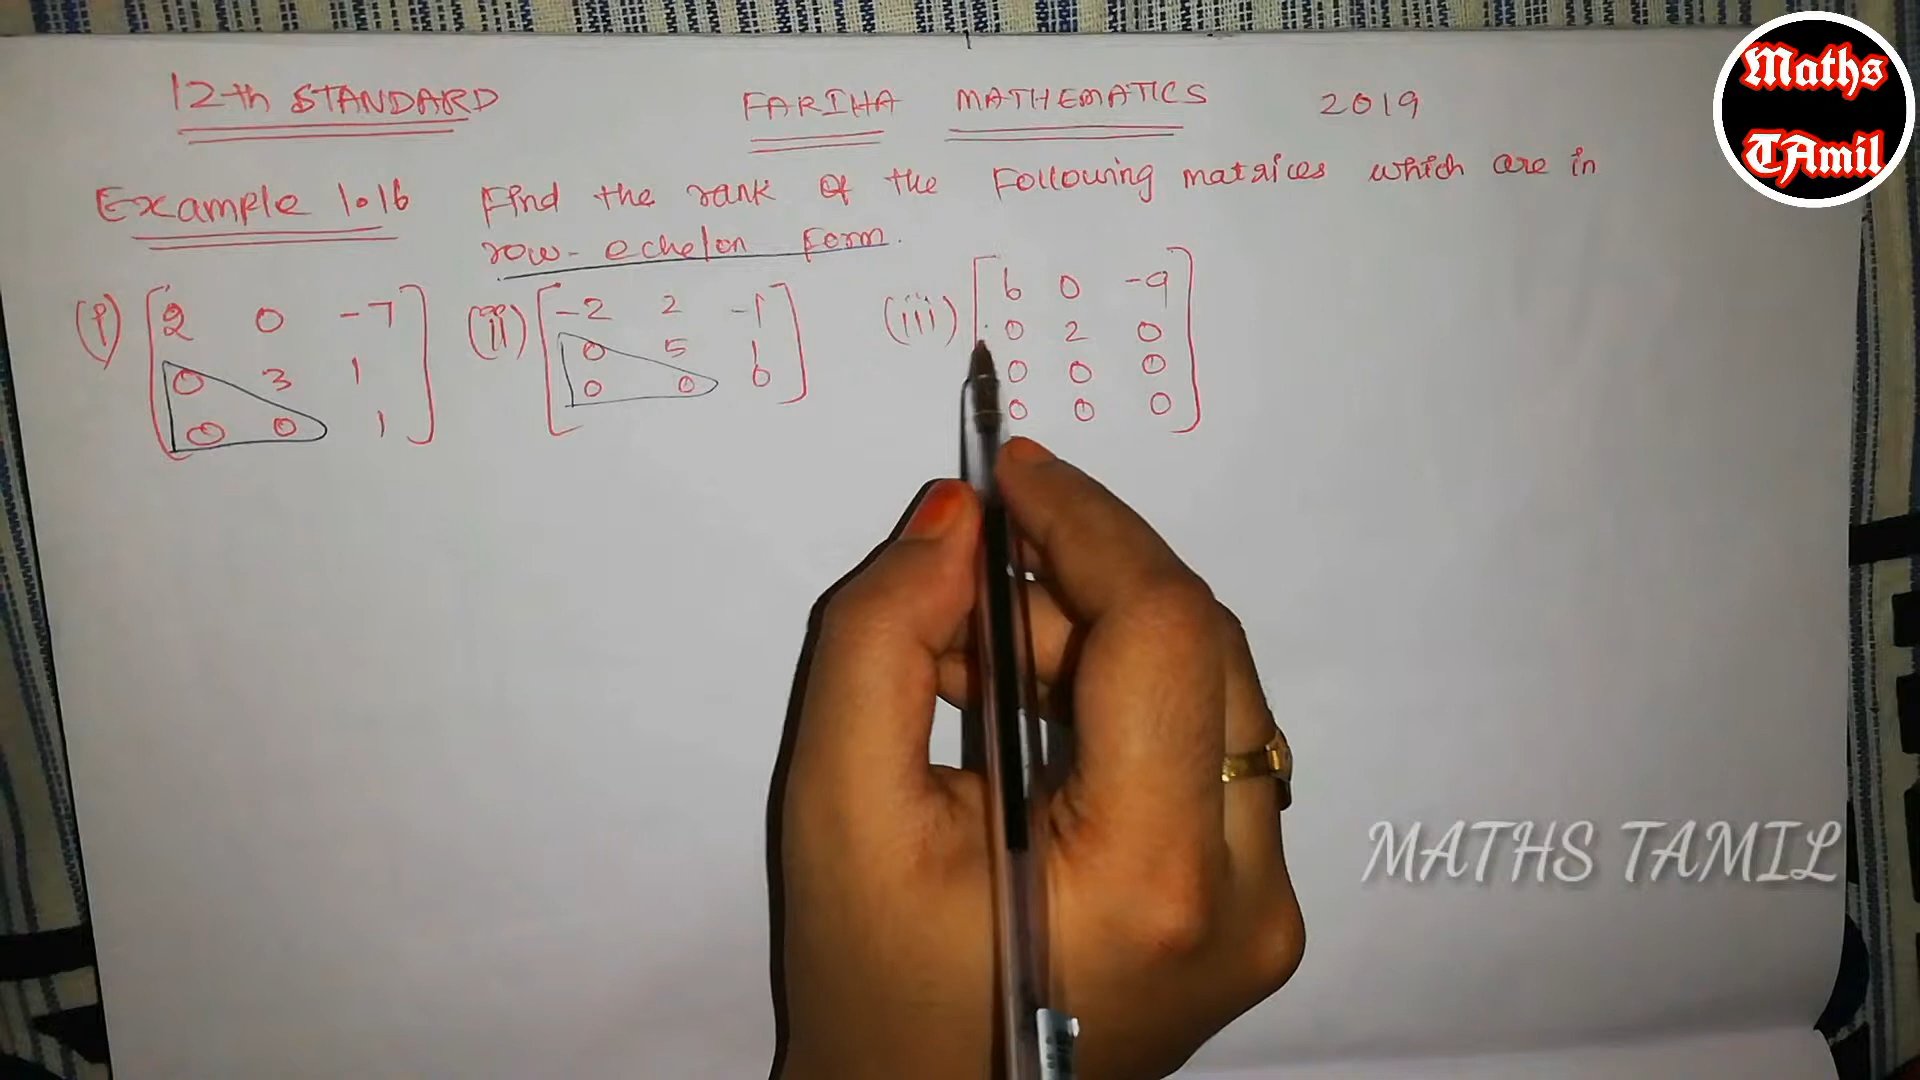 12th STANDARD FARIHA MATHEMATICS 2019
Maths
TAmil
Example 1.16 Find the rank of the Following matrices which are in
row-echelon form.
(i) 2 0 -7
0 3 1
0 0 1
(ii) -2 2 -1
0 5 1
0 0 6
(iii) 6 0 -9
0 2 0
0 0 0
0 0 0
MATHS TAMIL